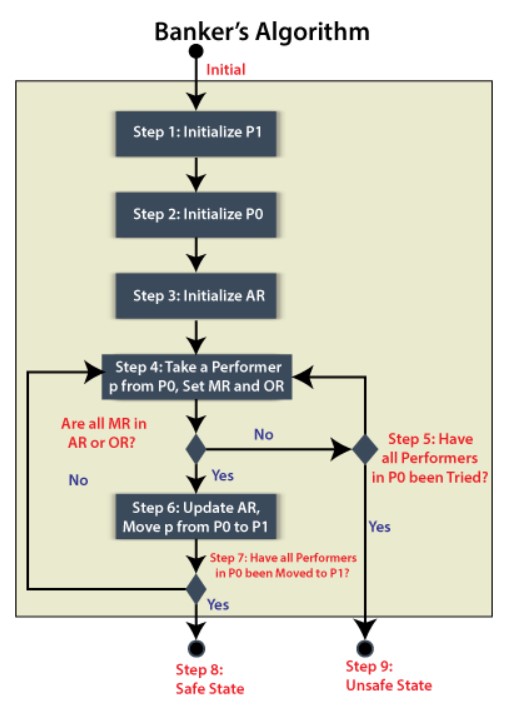 Banker's Algorithm
Initial
Step 1: Initialize P1
Step 2: Initialize P0
Step 3: Initialize AR
Step 4: Take a Performer
p from P0, Set MR and OR
Are all MR in
AR or OR?
No
Step 5: Have
all Performers
in P0 been Tried?
No
Yes
Step 6: Update AR,
Move p from P0 to P1
Yes
Step 7: Have all Performers
in P0 been Moved to P1?
Yes
Step 8:
Safe State
Step 9:
Unsafe State